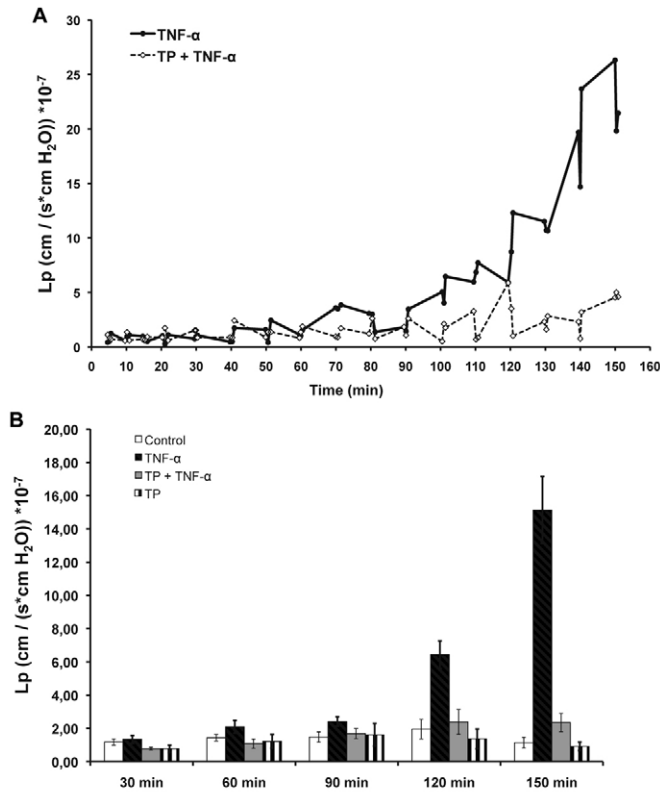 A
30
25
20
15
10
5
0
Lp (cm / (s*cm H₂O)) *10⁻⁷
TNF-α
TP + TNF-α
0 10 20 30 40 50 60 70 80 90 100 110 120 130 140 150 160
Time (min)
B
20,00
18,00
16,00
14,00
12,00
10,00
8,00
6,00
4,00
2,00
0,00
Lp (cm / (s*cm H₂O)) *10⁻⁷
Control
TNF-α
TP + TNF-α
TP
30 min 60 min 90 min 120 min 150 min